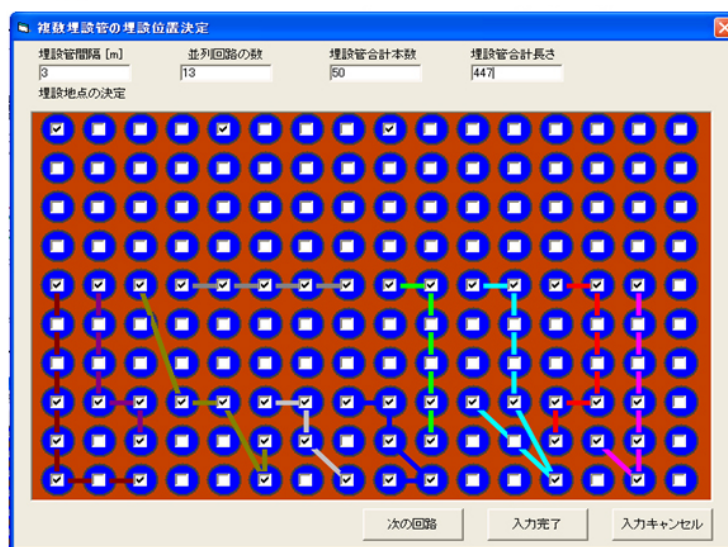 複数埋設管の埋設位置決定
埋設管間隔 [m] 並列回路の数 埋設管合計本数 埋設管合計長さ
3 13 50 447
埋設地点の決定
次の回路 入力完了 入力キャンセル